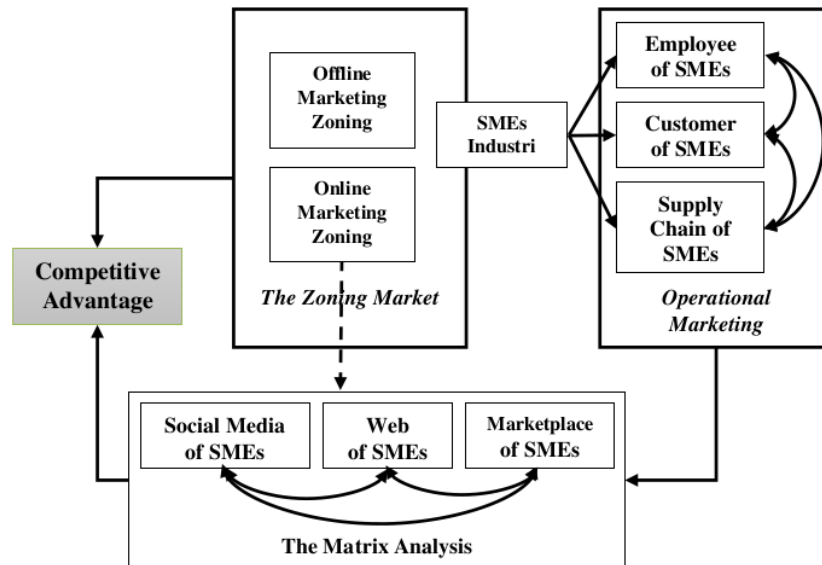 Offline
Marketing
Zoning
Online
Marketing
Zoning
The Zoning Market
SMEs
Industri
Employee
of SMEs
Customer
of SMEs
Supply
Chain of
SMEs
Operational
Marketing
Competitive
Advantage
Social Media
of SMEs
Web
of SMEs
Marketplace
of SMEs
The Matrix Analysis